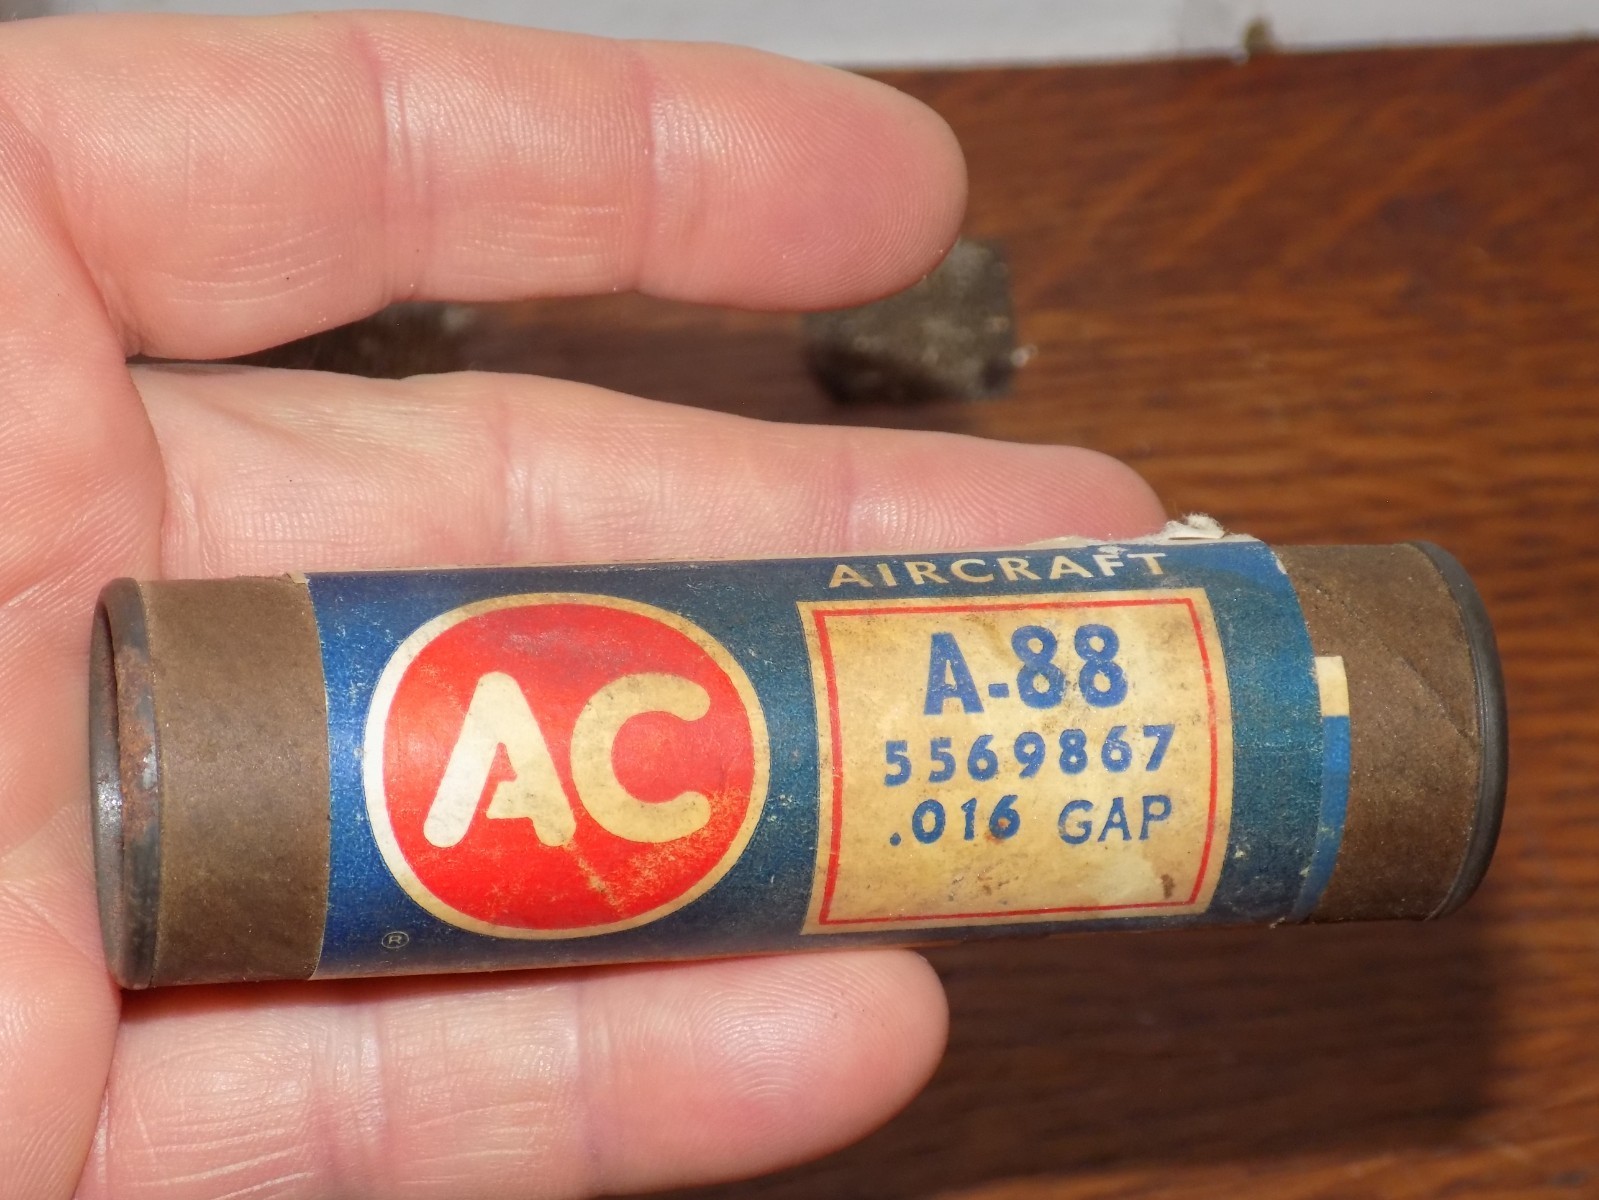 AIRCRAFT
AC
A-88
5569867
.016 GAP
®